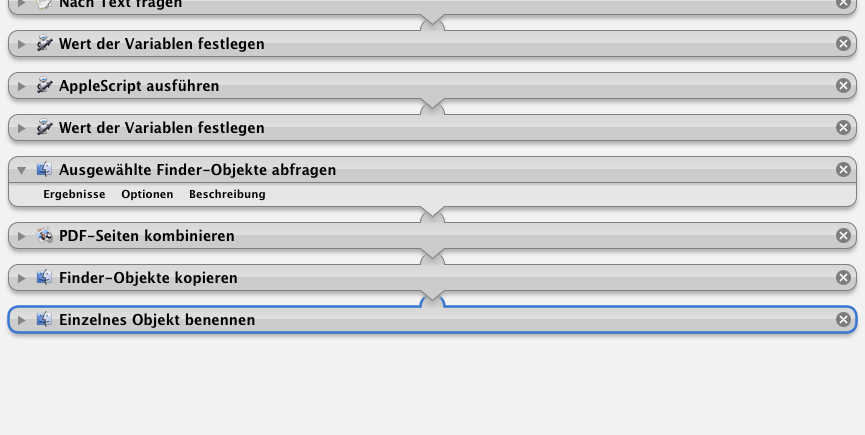 Nach Text fragen
Wert der Variablen festlegen
AppleScript ausführen
Wert der Variablen festlegen
Ausgewählte Finder-Objekte abfragen
Ergebnisse Optionen Beschreibung
PDF-Seiten kombinieren
Finder-Objekte kopieren
Einzelnes Objekt benennen